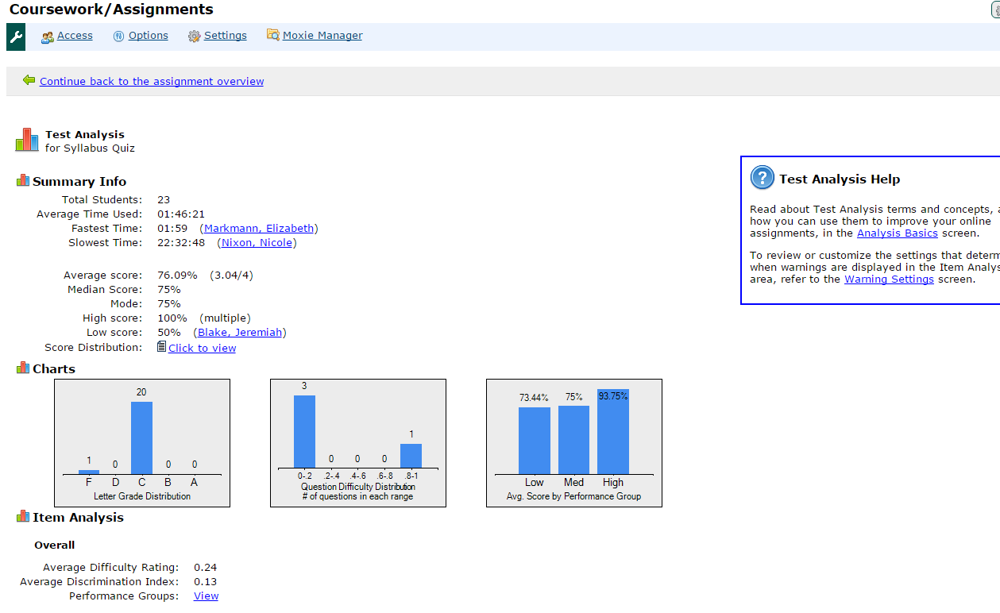 Coursework/Assignments
Access Options Settings Moxie Manager
Continue back to the assignment overview
Test Analysis
for Syllabus Quiz
Summary Info
Total Students: 23
Average Time Used: 01:46:21
Fastest Time: 01:59 (Markmann, Elizabeth)
Slowest Time: 22:32:48 (Nixon, Nicole)
Average score: 76.09% (3.04/4)
Median Score: 75%
Mode: 75%
High score: 100% (multiple)
Low score: 50% (Blake, Jeremiah)
Score Distribution: Click to view
? Test Analysis Help
Read about Test Analysis terms and concepts,
how you can use them to improve your online
assignments, in the Analysis Basics screen.
To review or customize the settings that
when warnings are displayed in the Item
area, refer to the Warning Settings screen.
Charts
20
1 0 0 0
F D C B A
Letter Grade Distribution
3
0 0 0 1
0-.2 .2-.4 .4-.6 .6-.8 .8-1
Question Difficulty Distribution
# of questions in each range
73.44% 75% 93.75%
Low Med High
Avg. Score by Performance Group
Item Analysis
Overall
Average Difficulty Rating: 0.24
Average Discrimination Index: 0.13
Performance Groups: View